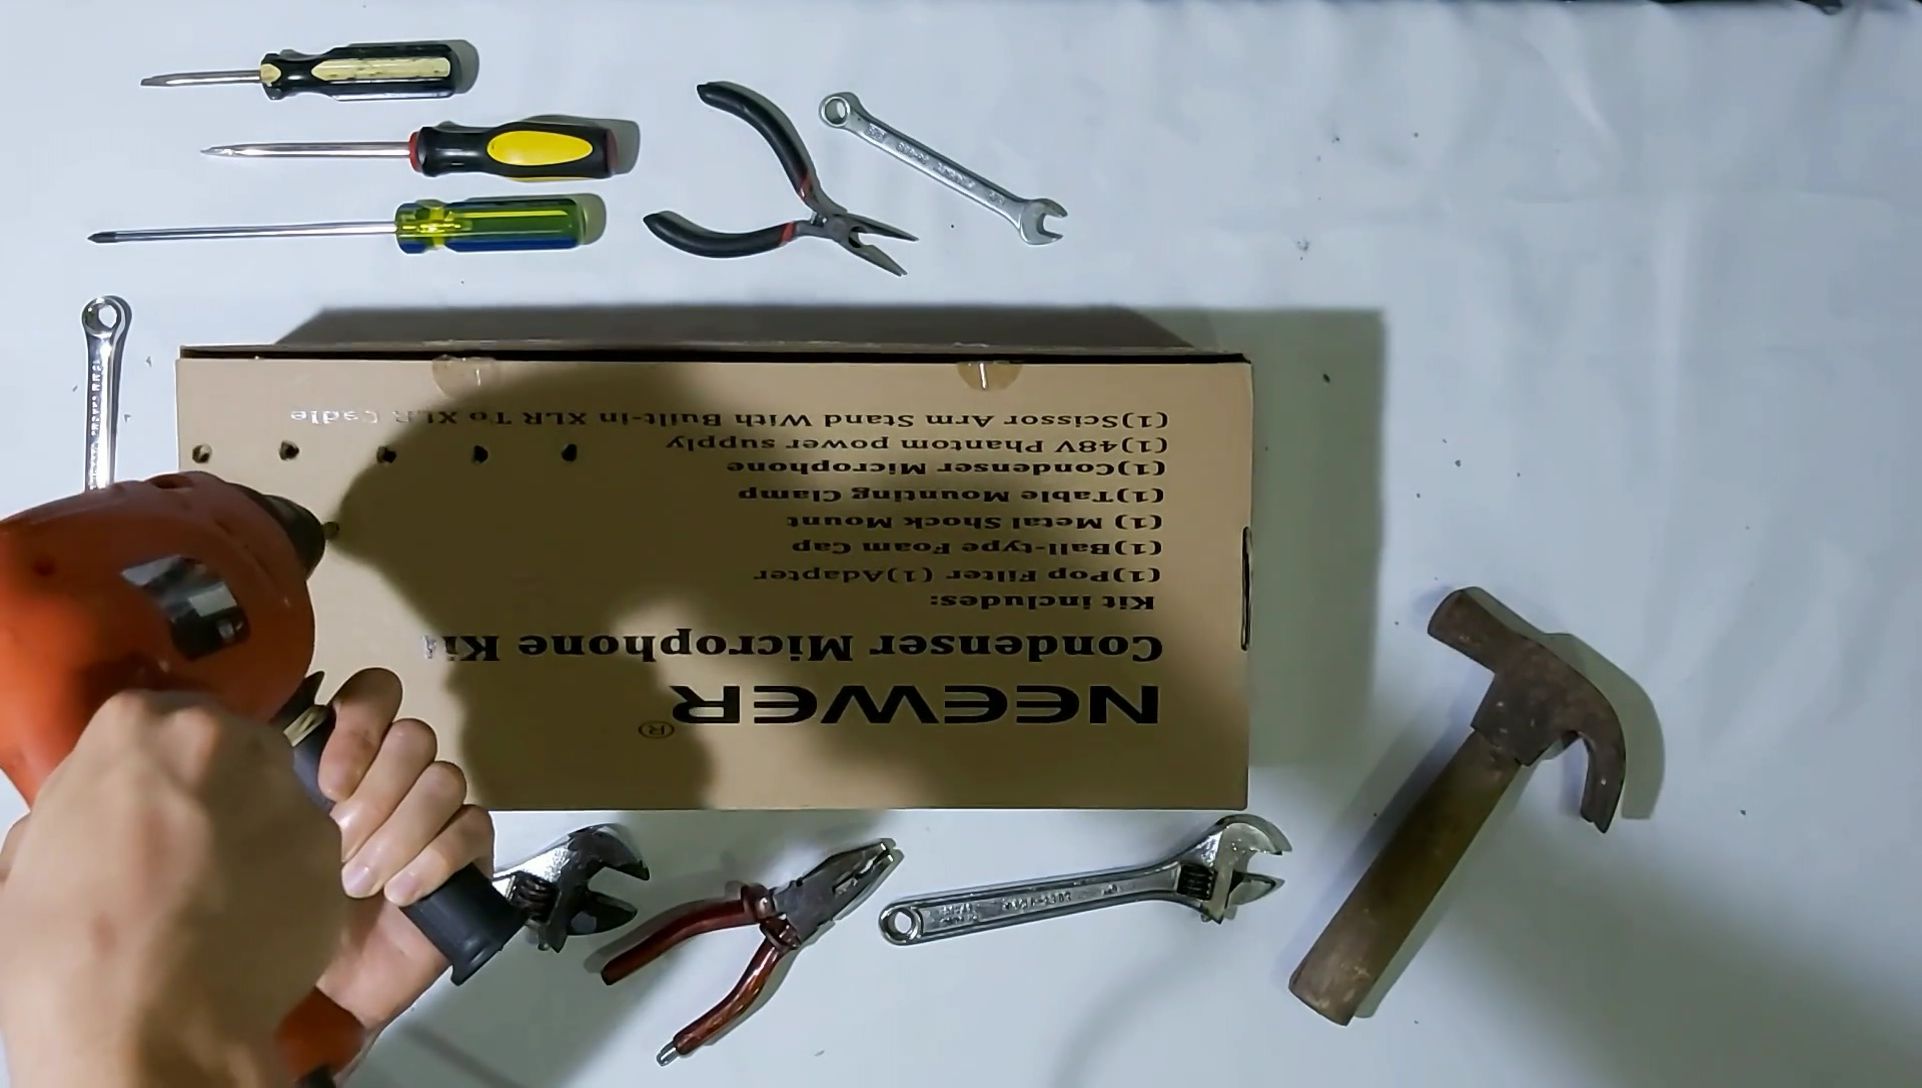 NEEWER®
Condenser Microphone Ki
Kit includes:
(1)Pop Filter (1)Adapter
(1)Ball-type Foam Cap
(1) Metal Shock Mount
(1)Table Mounting Clamp
(1)Condenser Microphone
(1)48V Phantom power supply
(1)Scissor Arm Stand With Built-in XLR To XLR Cable